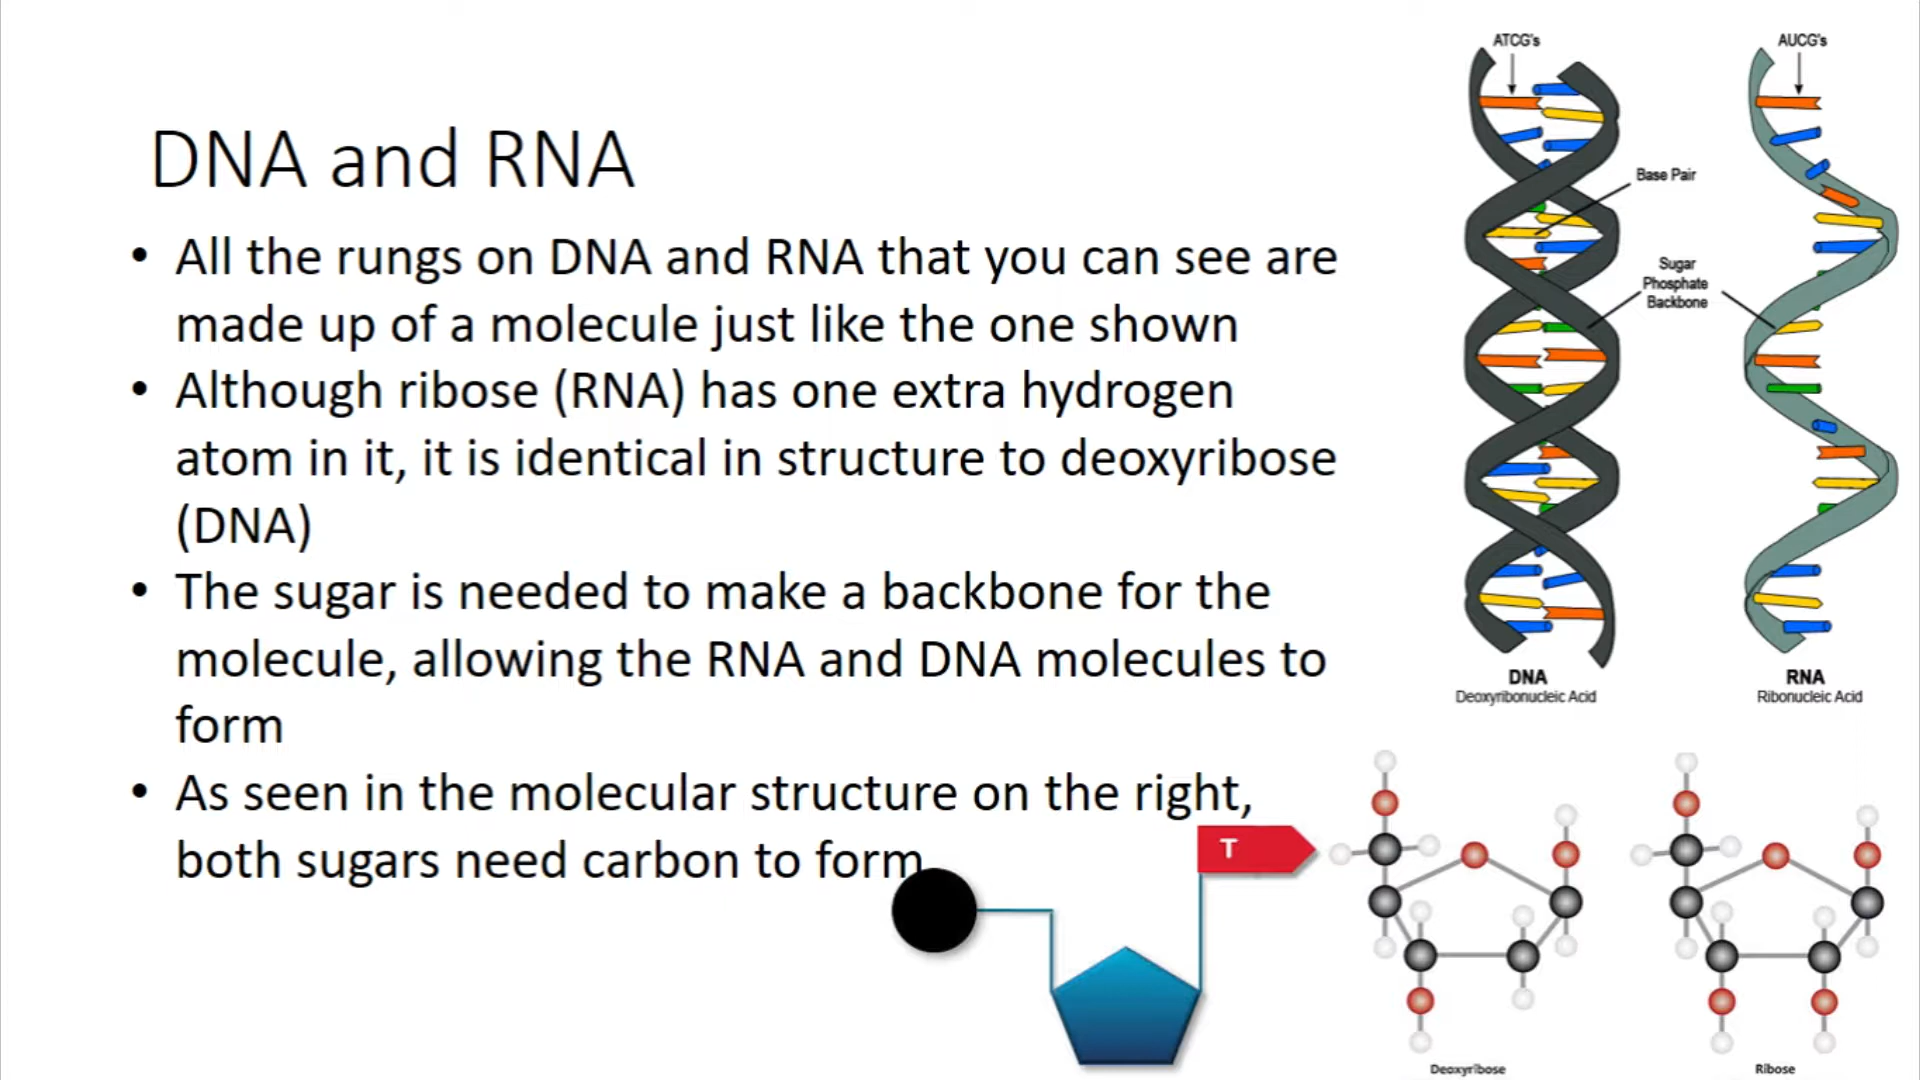 DNA and RNA
• All the rungs on DNA and RNA that you can see are
made up of a molecule just like the one shown
• Although ribose (RNA) has one extra hydrogen
atom in it, it is identical in structure to deoxyribose
(DNA)
• The sugar is needed to make a backbone for the
molecule, allowing the RNA and DNA molecules to
form
• As seen in the molecular structure on the right,
both sugars need carbon to form
T
ATCG's
AUCG's
Base Pair
Sugar
Phosphate
Backbone
DNA
Deoxyribonucleic Acid
RNA
Ribonucleic Acid
Deoxyribose
Ribose